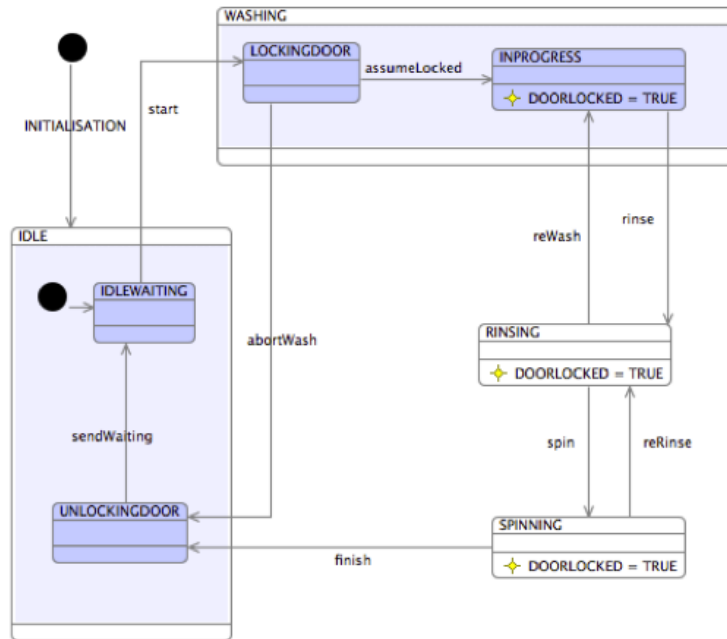 WASHING
LOCKINGDOOR
assumeLocked
INPROGRESS
DOORLOCKED = TRUE
start
INITIALISATION
IDLE
IDLEWAITING
reWash
rinse
abortWash
RINSING
DOORLOCKED = TRUE
sendWaiting
spin
reRinse
UNLOCKINGDOOR
SPINNING
DOORLOCKED = TRUE
finish